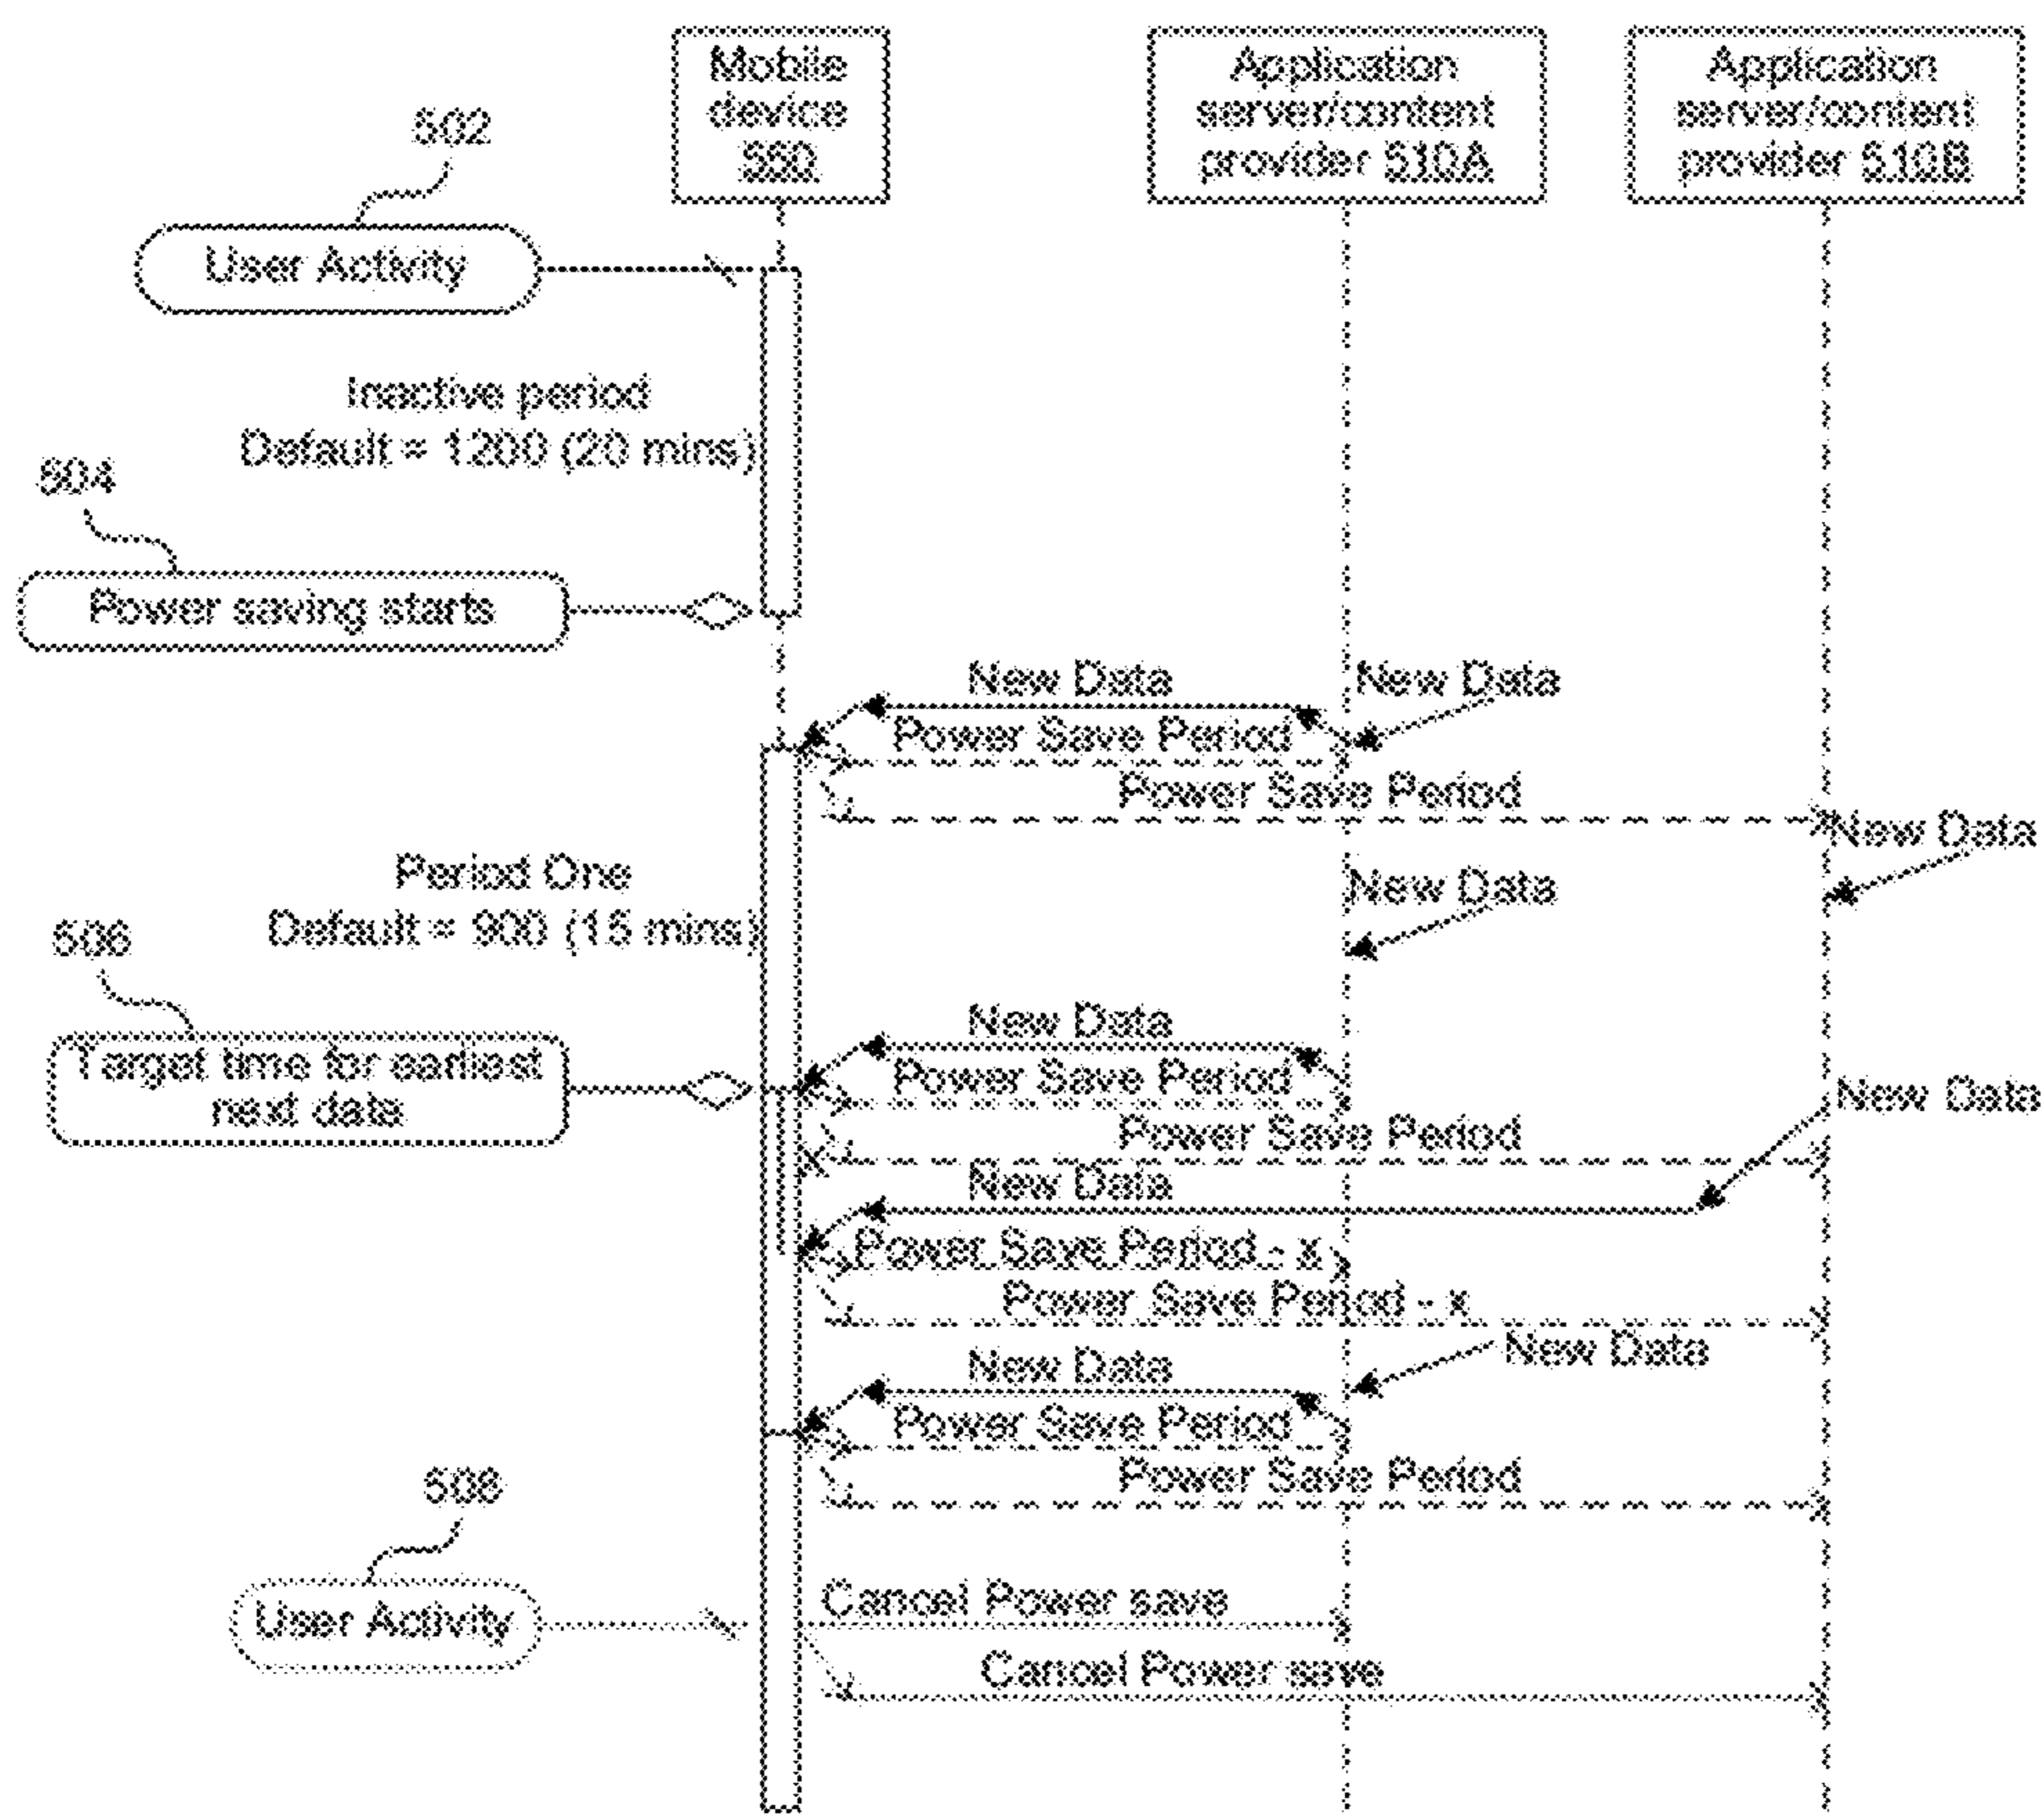 Mobile
device
550
Application
server/content
provider 510A
Application
server/content
provider 510B
502
User Activity
Inactive period
Default = 1200 (20 mins)
504
Power saving starts
New Data
New Data
Power Save Period
Power Save Period
New Data
Period One
Default = 900 (15 mins)
New Data
506
Target time for earliest
next data
New Data
Power Save Period
New Data
Power Save Period
New Data
Power Save Period - x
Power Save Period - x
New Data
New Data
Power Save Period
Power Save Period
508
User Activity
Cancel Power save
Cancel Power save